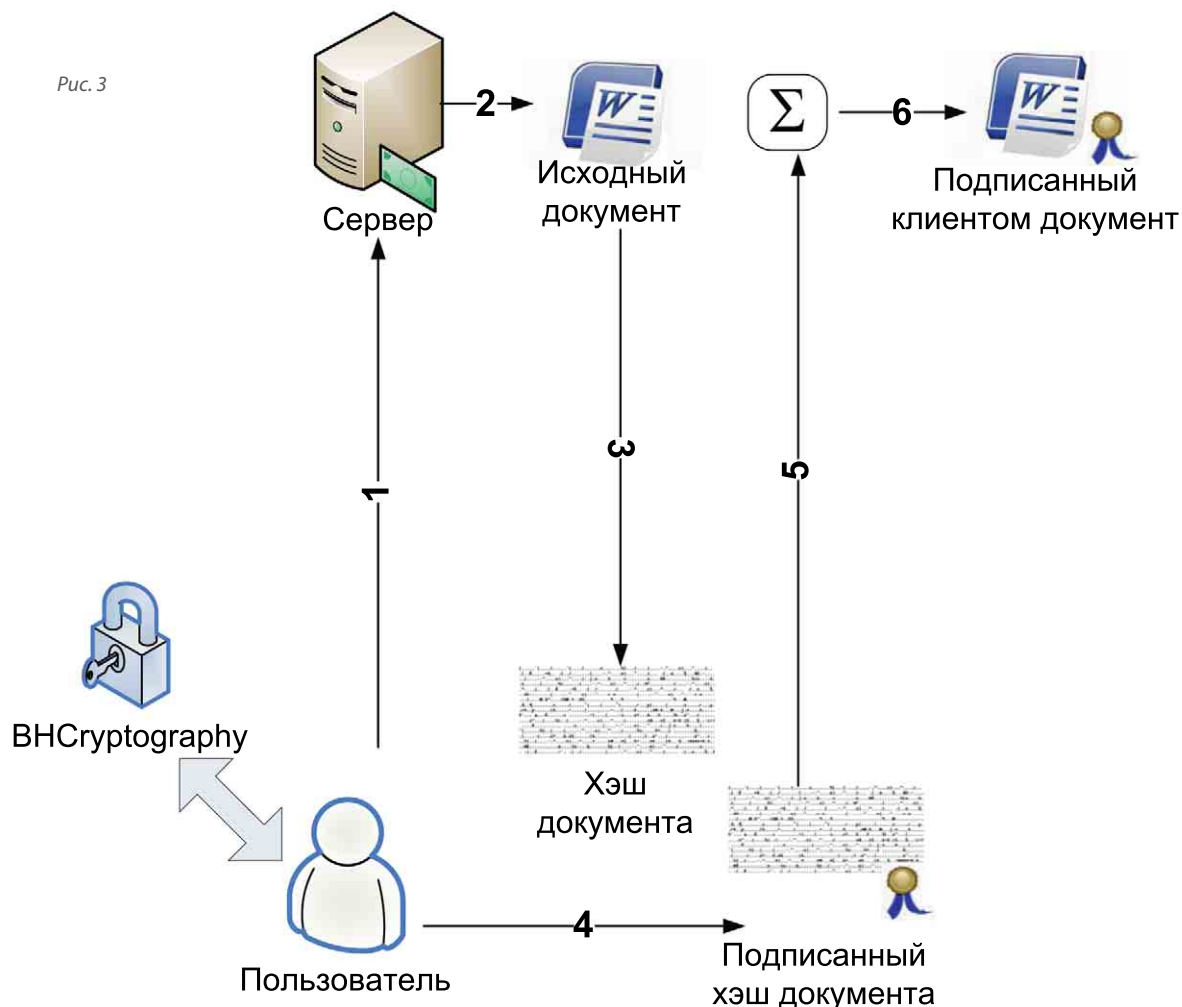 Рис. 3
2
6
Σ
W
W
Сервер
Исходный
документ
Подписанный
клиентом документ
1
3
5
BHCryptography
Хэш
документа
4
Пользователь
Подписанный
хэш документа